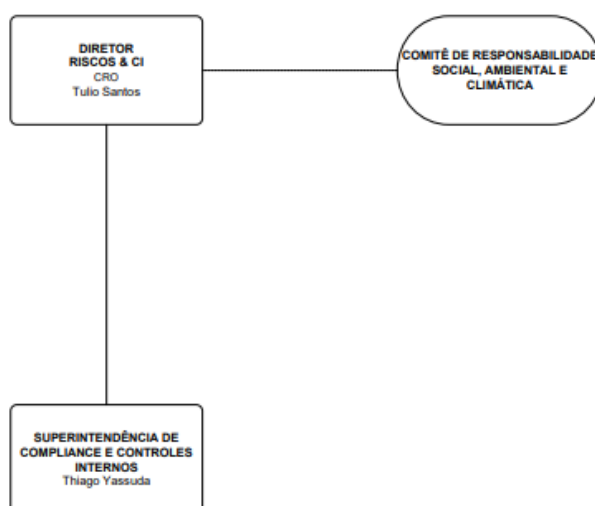 DIRETOR
RISCOS & CI
CRO
Tulio Santos
COMITÊ DE RESPONSABILIDADE
SOCIAL, AMBIENTAL E
CLIMÁTICA
SUPERINTENDÊNCIA DE
COMPLIANCE E CONTROLES
INTERNOS
Thiago Yassuda